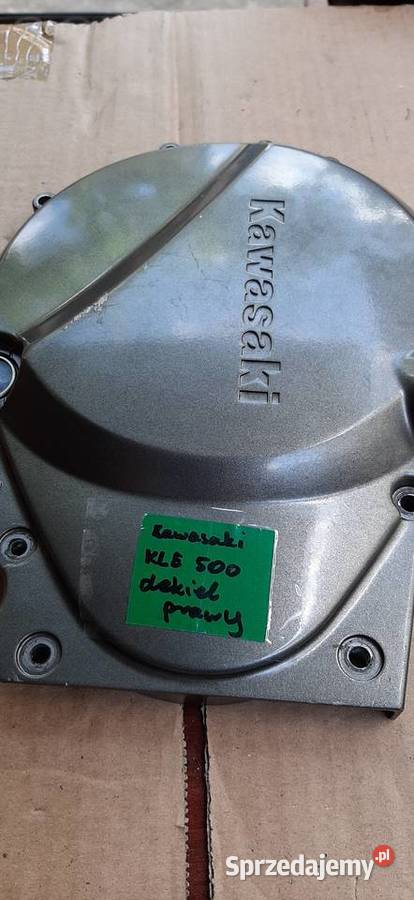 Kawasaki
Kawasaki
KLE 500
dekiel
prawy
Sprzedajemy.pl